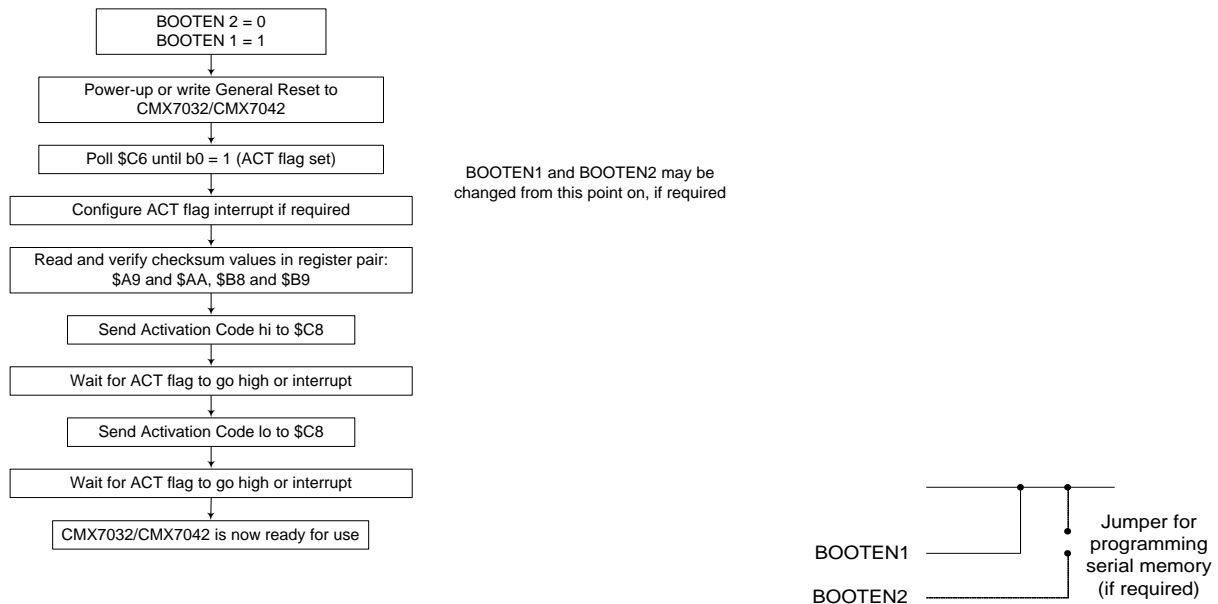 BOOTEN 2 = 0
BOOTEN 1 = 1
Power-up or write General Reset to
CMX7032/CMX7042
Poll $C6 until b0 = 1 (ACT flag set)
BOOTEN1 and BOOTEN2 may be
changed from this point on, if required
Configure ACT flag interrupt if required
Read and verify checksum values in register pair:
$A9 and $AA, $B8 and $B9
Send Activation Code hi to $C8
Wait for ACT flag to go high or interrupt
Send Activation Code lo to $C8
Wait for ACT flag to go high or interrupt
CMX7032/CMX7042 is now ready for use
BOOTEN1
BOOTEN2
Jumper for
programming
serial memory
(if required)